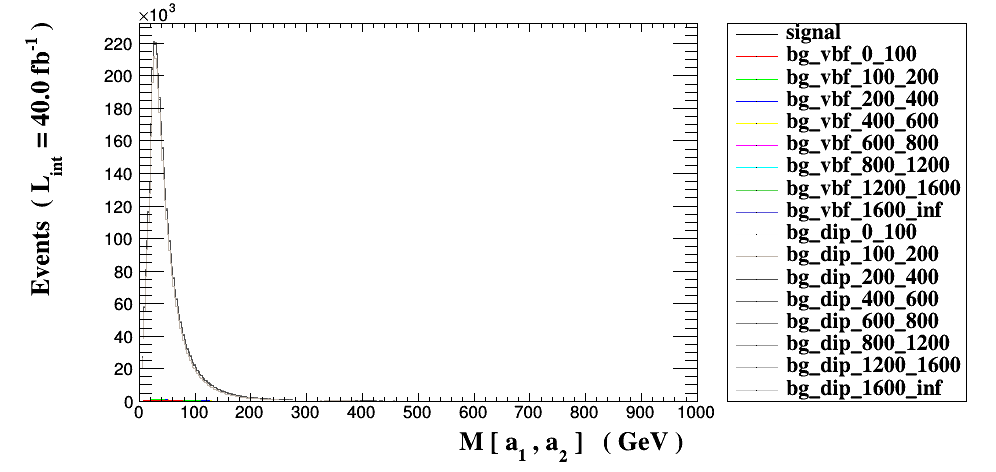 ×10³
Events ( L_int = 40.0 fb⁻¹ )
220
200
180
160
140
120
100
80
60
40
20
0
0 100 200 300 400 500 600 700 800 900 1000
M [ a₁ , a₂ ] ( GeV )
signal
bg_vbf_0_100
bg_vbf_100_200
bg_vbf_200_400
bg_vbf_400_600
bg_vbf_600_800
bg_vbf_800_1200
bg_vbf_1200_1600
bg_vbf_1600_inf
bg_dip_0_100
bg_dip_100_200
bg_dip_200_400
bg_dip_400_600
bg_dip_600_800
bg_dip_800_1200
bg_dip_1200_1600
bg_dip_1600_inf